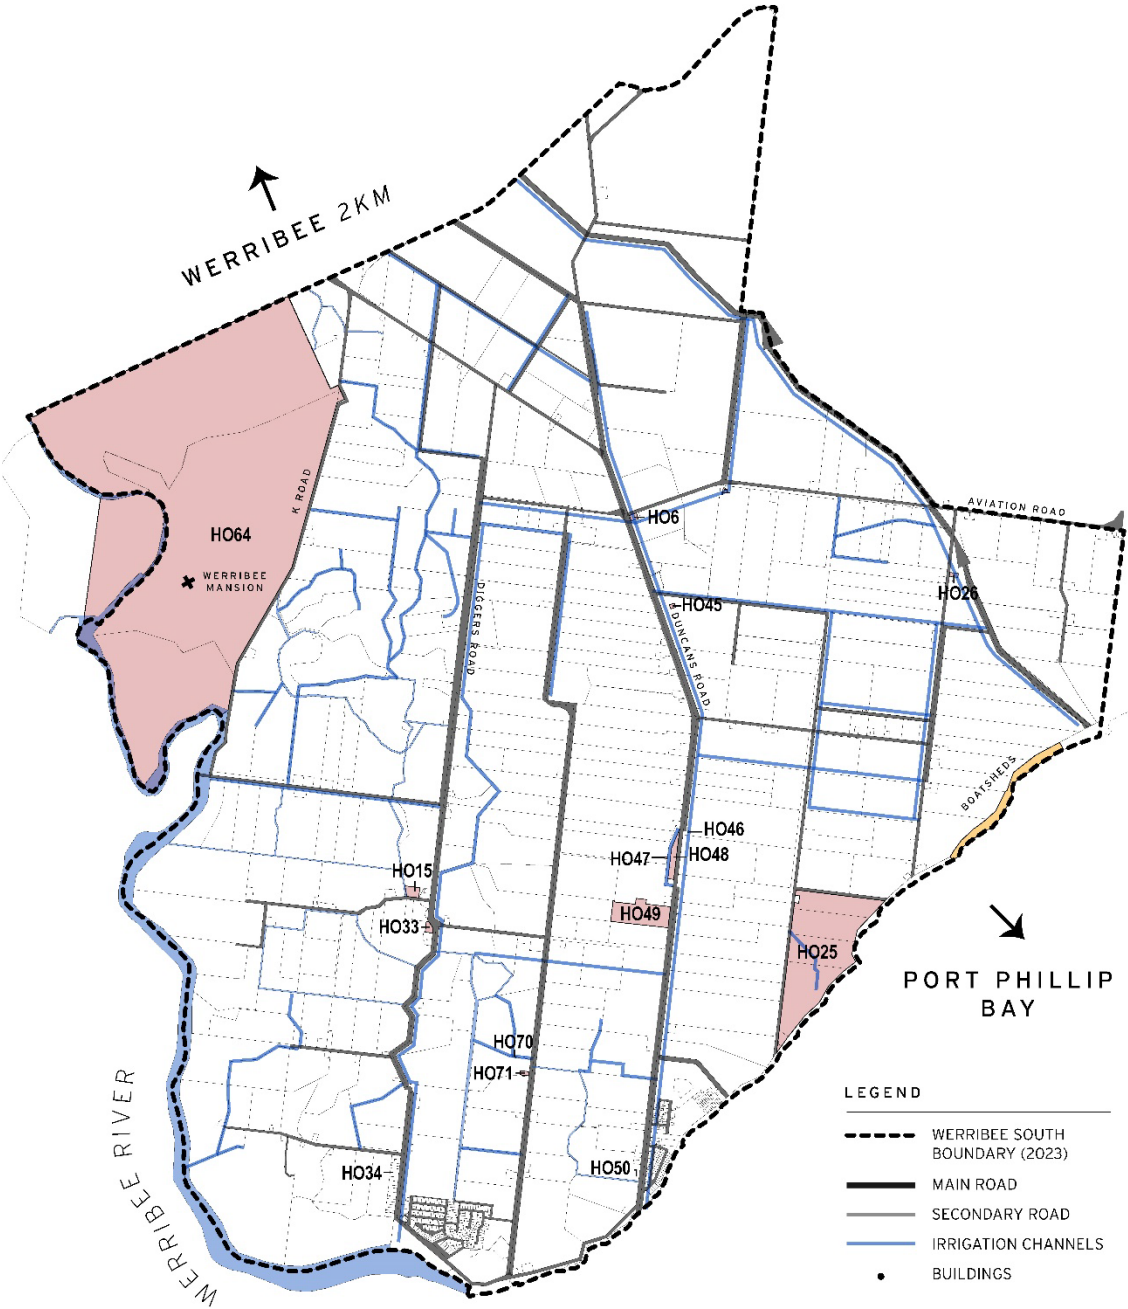 WERRIBEE 2KM
K ROAD
HO64
WERRIBEE
MANSION
HO6
AVIATION ROAD
HO26
DIGGERS ROAD
HO45
DUNCANS ROAD
BOATSHEDS
HO46
HO47
HO48
HO15
HO49
HO33
HO25
PORT PHILLIP
BAY
HO70
HO71
WERRIBEE RIVER
HO34
HO50
LEGEND
WERRIBEE SOUTH
BOUNDARY (2023)
MAIN ROAD
SECONDARY ROAD
IRRIGATION CHANNELS
BUILDINGS